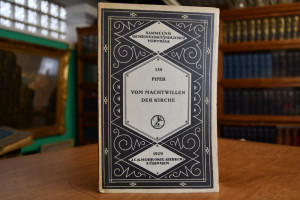 SAMMLUNG
GEMEINVERSTÄNDLICHER
VORTRÄGE
138
PIPER
VOM MACHTWILLEN
DER KIRCHE
1929
J.C.B. MOHR (PAUL SIEBECK)
TÜBINGEN